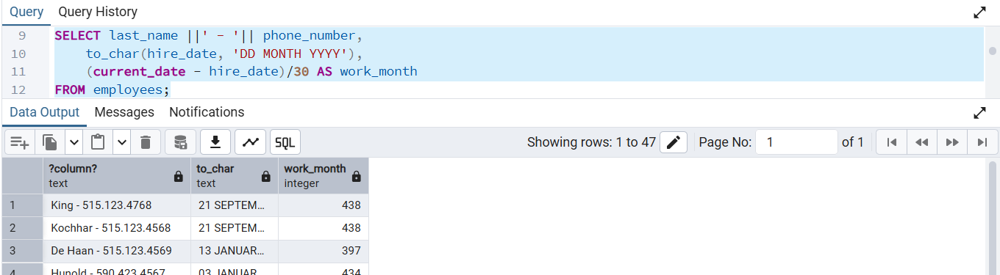 Query Query History
9 SELECT last_name ||' - '|| phone_number,
10 to_char(hire_date, 'DD MONTH YYYY'),
11 (current_date - hire_date)/30 AS work_month
12 FROM employees;
Data Output Messages Notifications
SQL Showing rows: 1 to 47 Page No: 1 of 1
?column? to_char work_month
text text integer
1 King - 515.123.4768 21 SEPTEM... 438
2 Kochhar - 515.123.4568 21 SEPTEM... 438
3 De Haan - 515.123.4569 13 JANUAR... 397
4 Hunold - 590.423.4567 03 JANUAR... 434